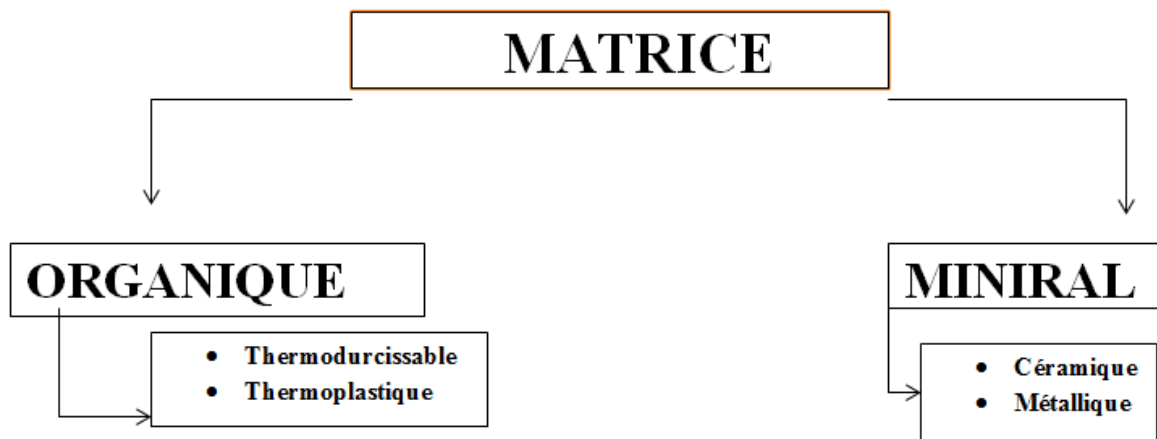 MATRICE
ORGANIQUE
MINIRAL
• Thermodurcissable
• Thermoplastique
• Céramique
• Métallique